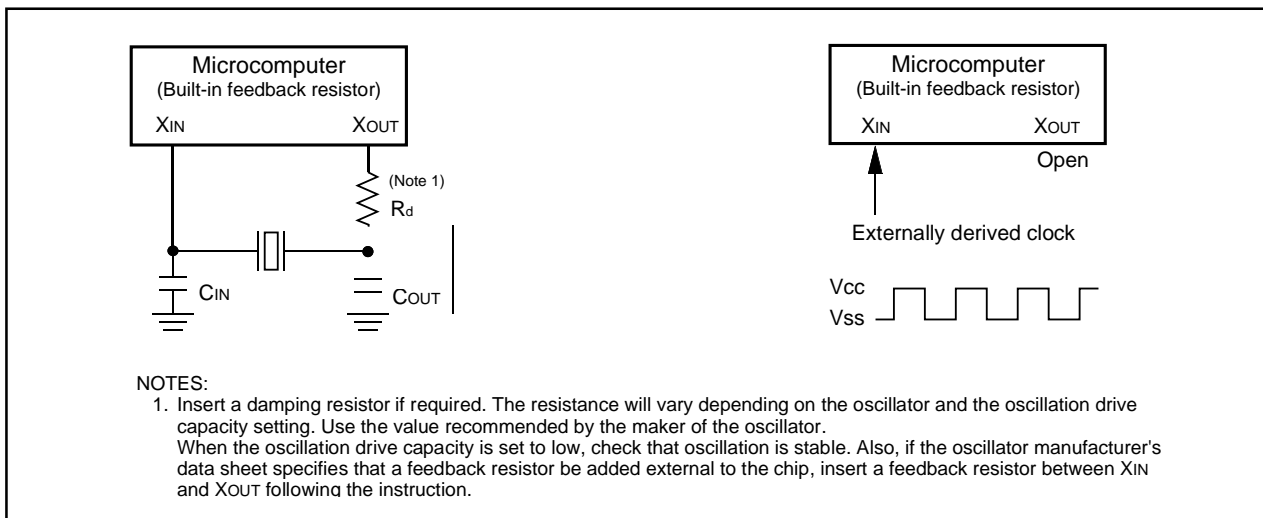 Microcomputer
(Built-in feedback resistor)
XIN XOUT
(Note 1)
Rd
CIN
COUT
Microcomputer
(Built-in feedback resistor)
XIN XOUT
Open
Externally derived clock
Vcc
Vss
NOTES:
1. Insert a damping resistor if required. The resistance will vary depending on the oscillator and the oscillation drive
capacity setting. Use the value recommended by the maker of the oscillator.
When the oscillation drive capacity is set to low, check that oscillation is stable. Also, if the oscillator manufacturer's
data sheet specifies that a feedback resistor be added external to the chip, insert a feedback resistor between XIN
and XOUT following the instruction.